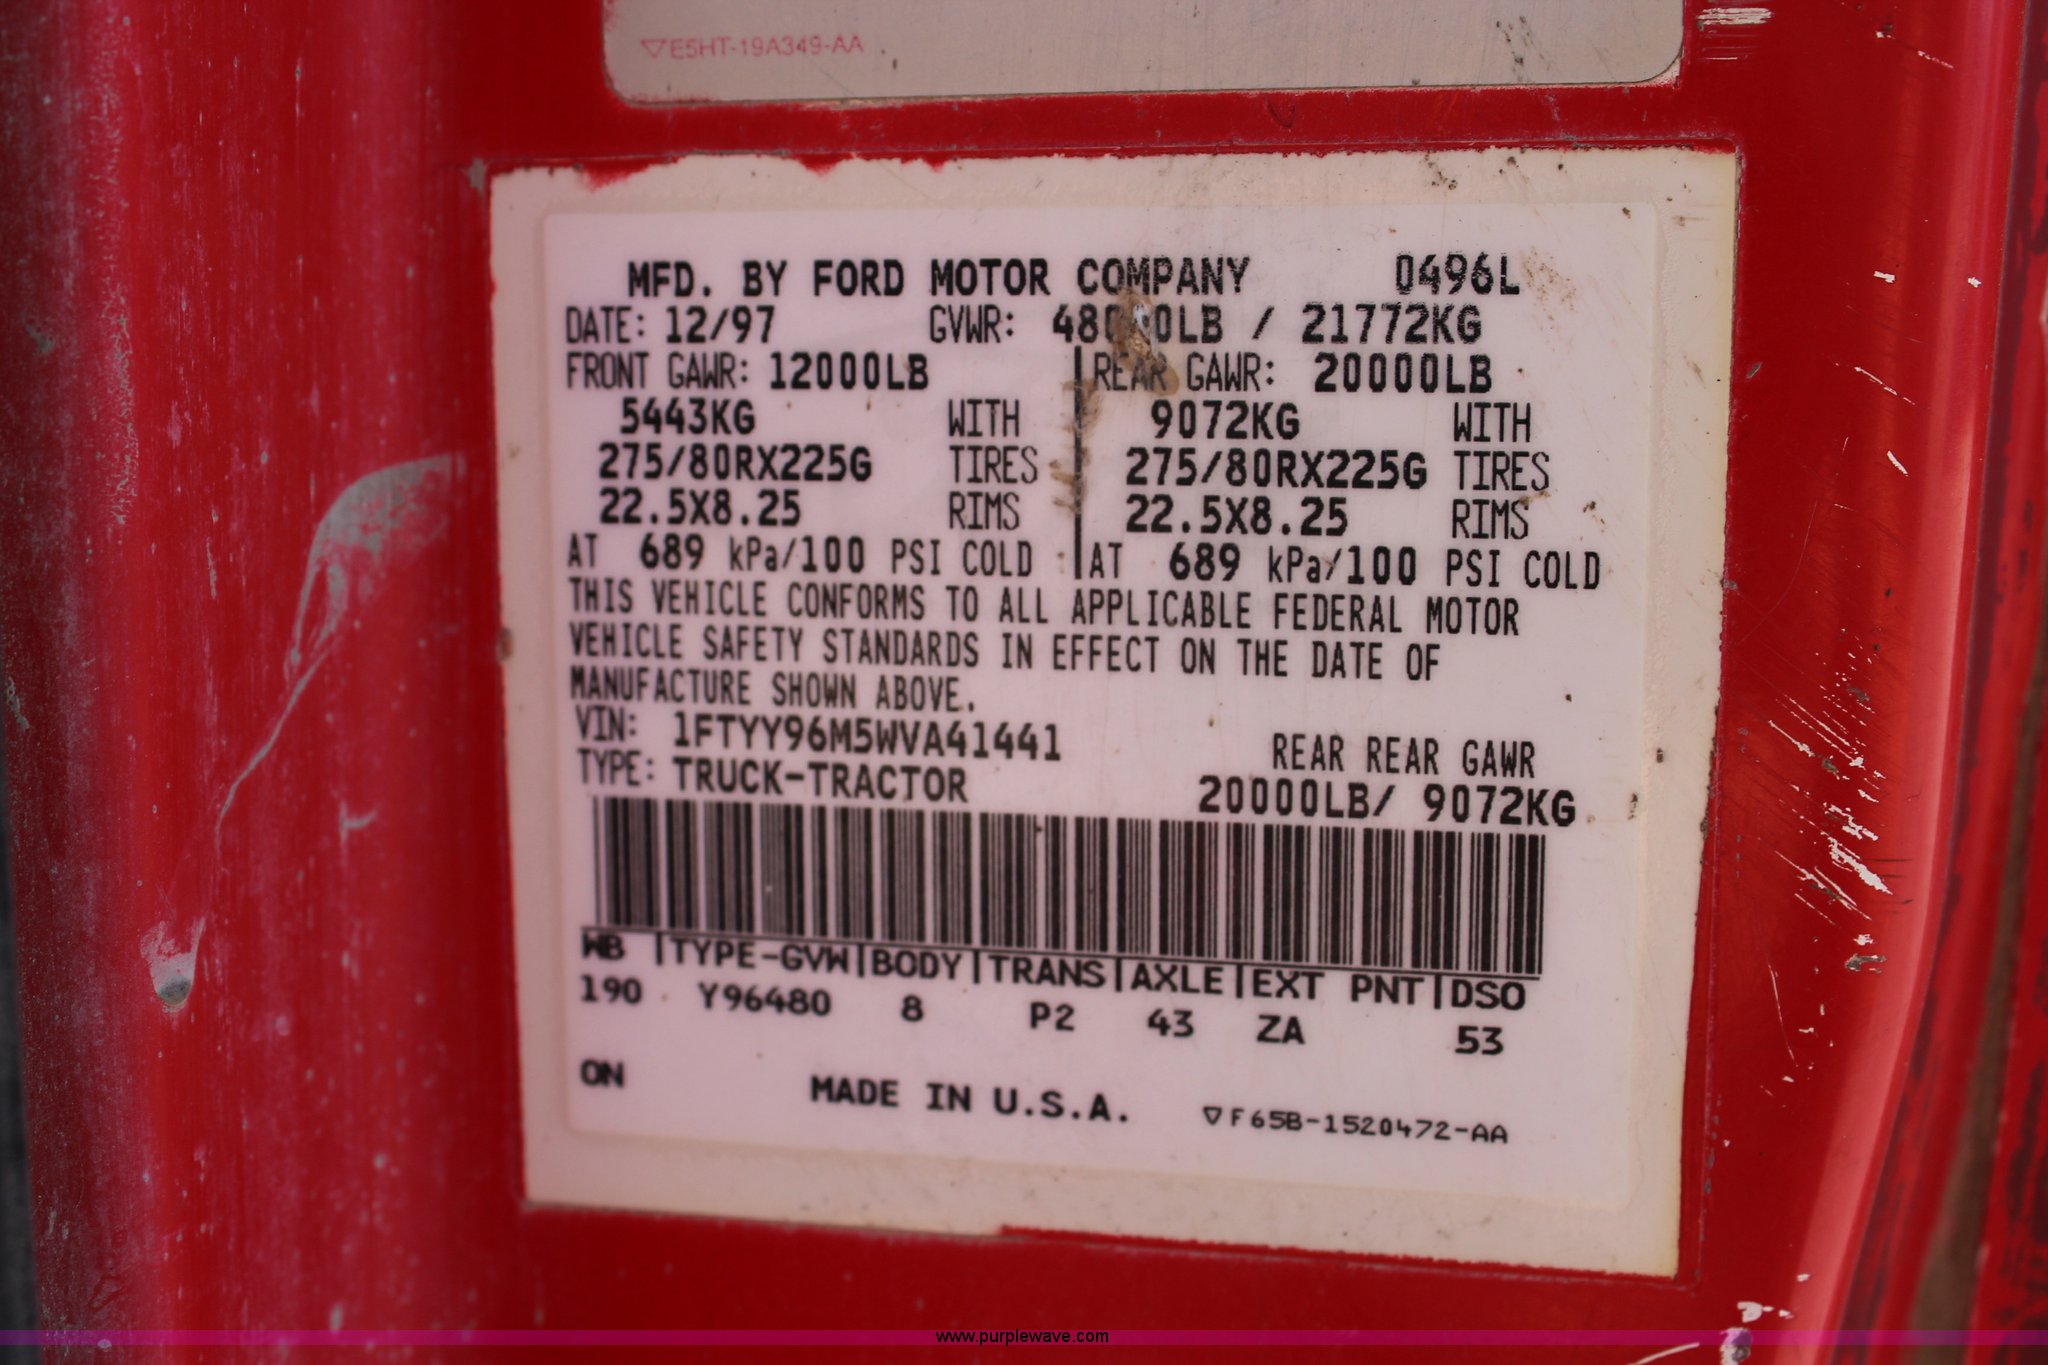 ▽E5HT-19A349-AA
MFD. BY FORD MOTOR COMPANY 0496L
DATE: 12/97 GVWR: 48000LB / 21772KG
FRONT GAWR: 12000LB REAR GAWR: 20000LB
5443KG WITH 9072KG WITH
275/80RX225G TIRES 275/80RX225G TIRES
22.5X8.25 RIMS 22.5X8.25 RIMS
AT 689 kPa/100 PSI COLD AT 689 kPa/100 PSI COLD
THIS VEHICLE CONFORMS TO ALL APPLICABLE FEDERAL MOTOR
VEHICLE SAFETY STANDARDS IN EFFECT ON THE DATE OF
MANUFACTURE SHOWN ABOVE.
VIN: 1FTYY96M5WVA41441 REAR REAR GAWR
TYPE: TRUCK-TRACTOR 20000LB/ 9072KG
WB |TYPE-GVW|BODY|TRANS|AXLE|EXT PNT|DSO
190 Y96480 8 P2 43 ZA 53
ON MADE IN U.S.A. ▽F65B-1520472-AA
www.purplewave.com